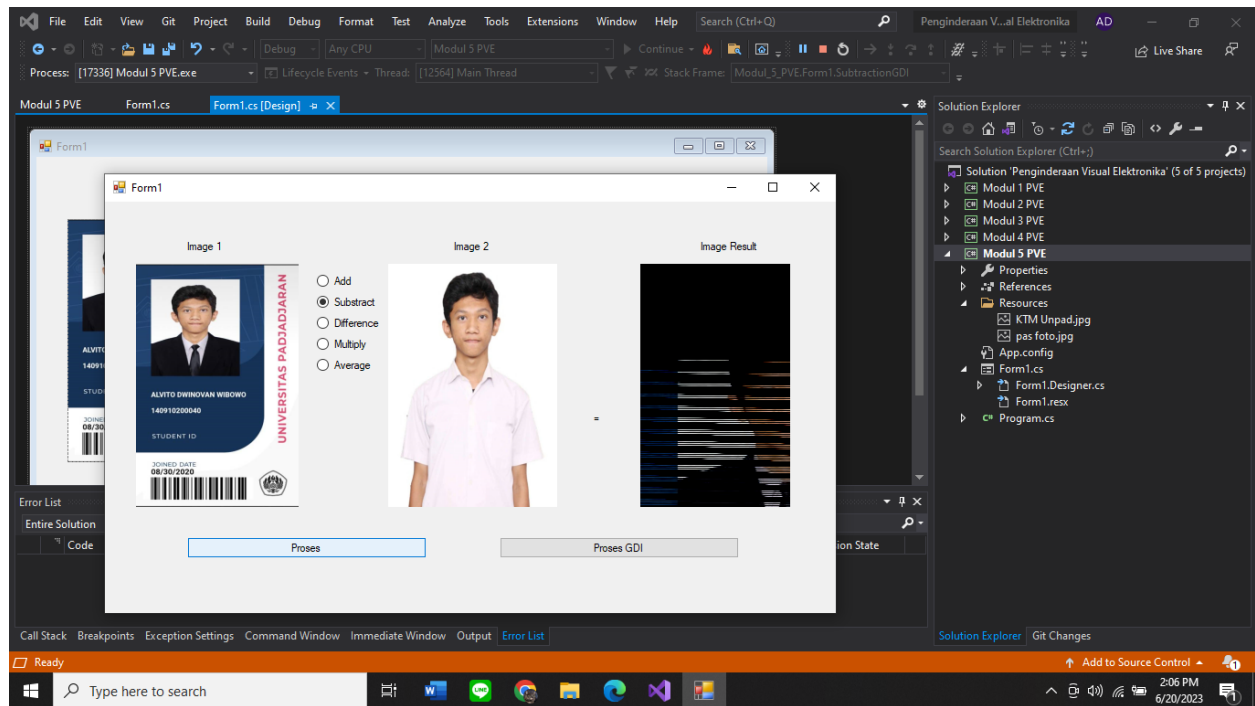 File Edit View Git Project Build Debug Format Test Analyze Tools Extensions Window Help Search (Ctrl+Q) Penginderaan V...al Elektronika AD
Debug Any CPU Modul 5 PVE Continue Live Share
Process: [17336] Modul 5 PVE.exe Lifecycle Events Thread: [12564] Main Thread Stack Frame: Modul_5_PVE.Form1.SubtractionGDI
Modul 5 PVE Form1.cs Form1.cs [Design]
Form1
Form1
Image 1 Image 2 Image Result
Add
Substract
Difference
Multiply
Average
UNIVERSITAS PADJADJARAN
ALVITO DWINOVAN WIBOWO
140910200040
STUDENT ID
JOINED DATE
08/30/2020
=
Proses Proses GDI
ALVITO
14091
STUD
JOINE
08/30
Error List
Entire Solution
Code
ion State
Call Stack Breakpoints Exception Settings Command Window Immediate Window Output Error List
Solution Explorer
Search Solution Explorer (Ctrl+;)
Solution 'Penginderaan Visual Elektronika' (5 of 5 projects)
Modul 1 PVE
Modul 2 PVE
Modul 3 PVE
Modul 4 PVE
Modul 5 PVE
Properties
References
Resources
KTM Unpad.jpg
pas foto.jpg
App.config
Form1.cs
Form1.Designer.cs
Form1.resx
Program.cs
Solution Explorer Git Changes
Ready Add to Source Control 1
Type here to search
2:06 PM
6/20/2023
1